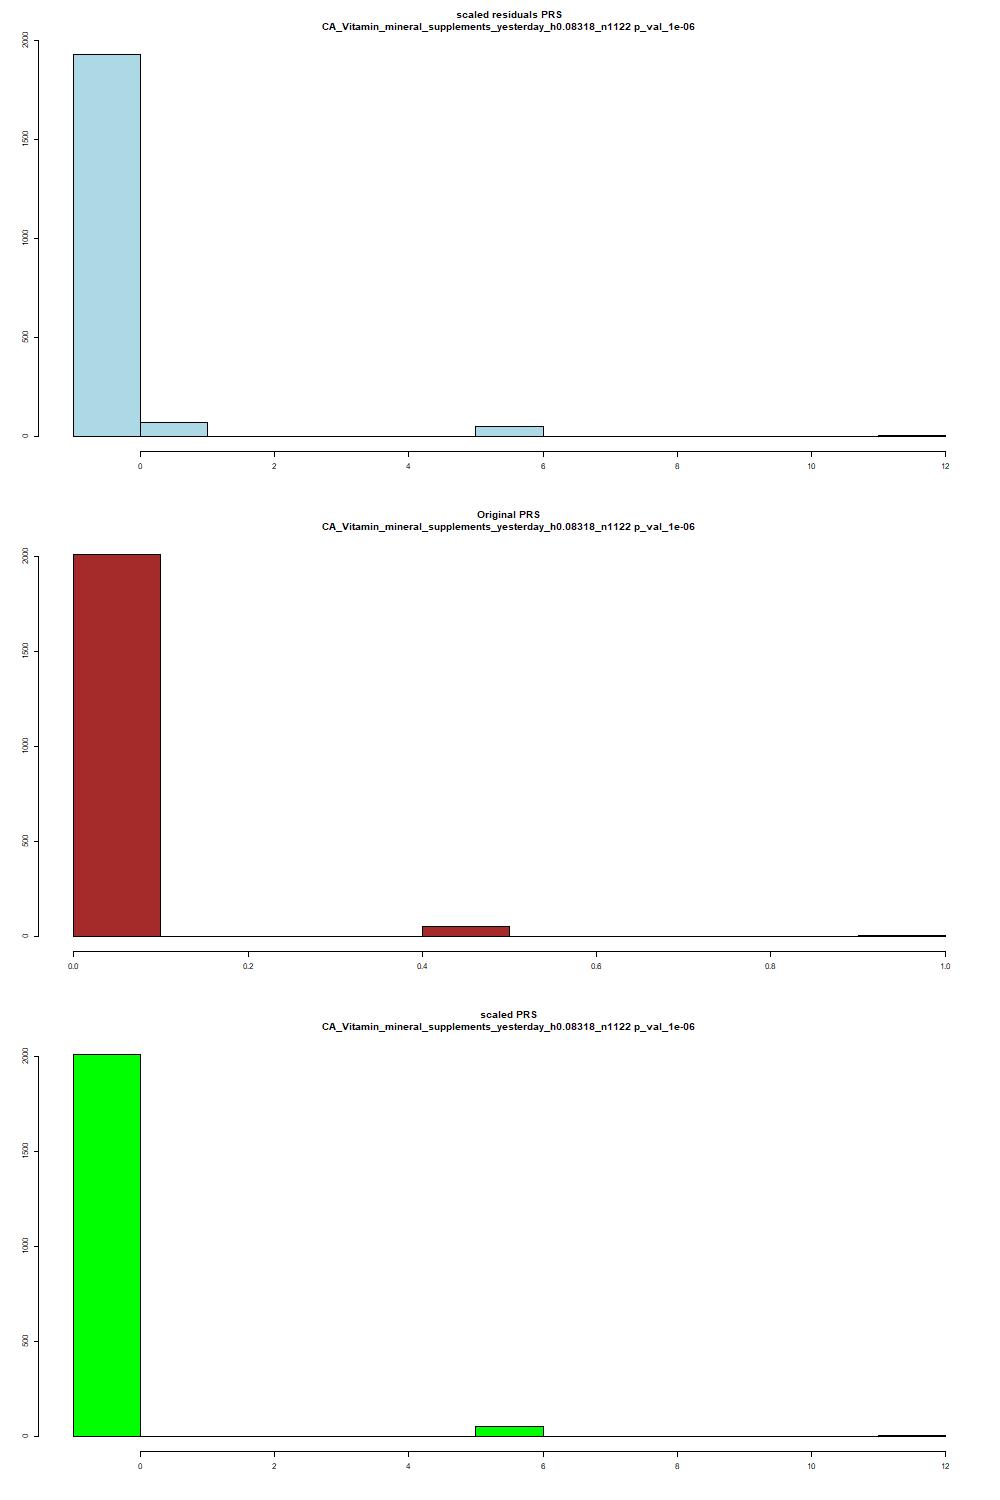 scaled residuals PRS
CA_Vitamin_mineral_supplements_yesterday_h0.08318_n1122 p_val_1e-06
2000
1500
1000
500
0
0 2 4 6 8 10 12
Original PRS
CA_Vitamin_mineral_supplements_yesterday_h0.08318_n1122 p_val_1e-06
2000
1500
1000
500
0
0.0 0.2 0.4 0.6 0.8 1.0
scaled PRS
CA_Vitamin_mineral_supplements_yesterday_h0.08318_n1122 p_val_1e-06
2000
1500
1000
500
0
0 2 4 6 8 10 12